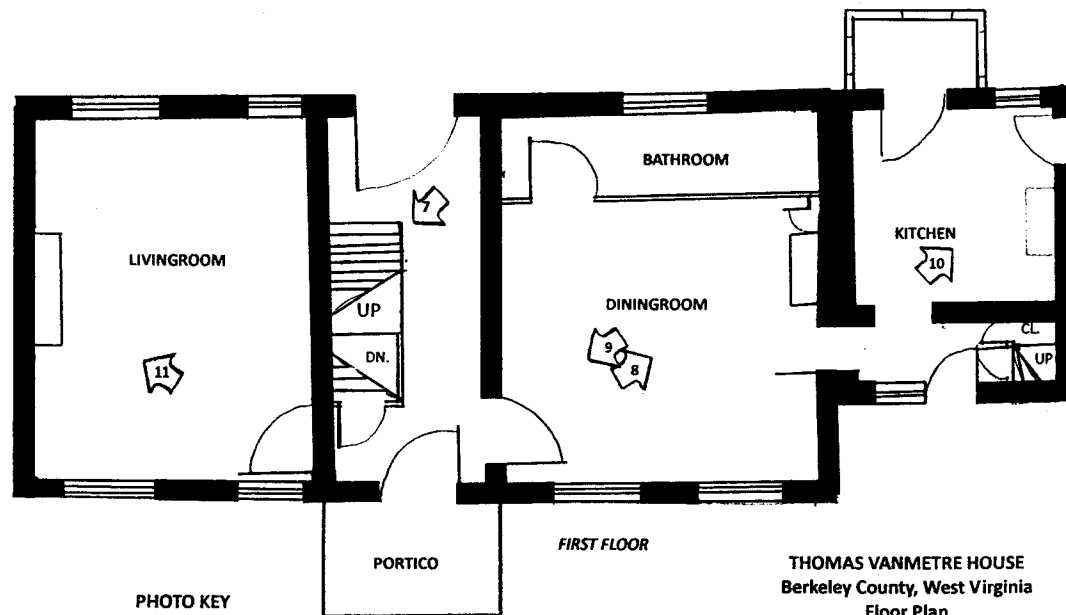 BATHROOM
7
LIVINGROOM
KITCHEN
10
UP
DININGROOM
DN.
9
8
11
CL.
UP
FIRST FLOOR
PORTICO
THOMAS VANMETRE HOUSE
Berkeley County, West Virginia
Floor Plan
PHOTO KEY